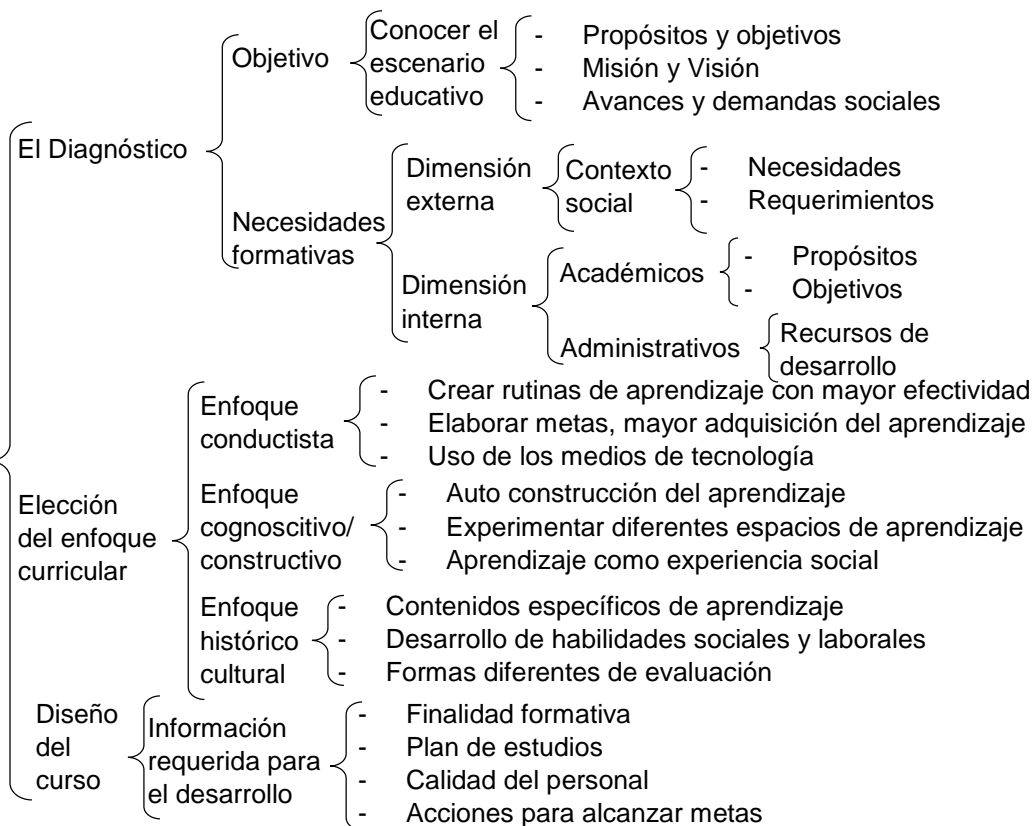 El Diagnóstico
Objetivo
Conocer el
escenario
educativo
- Propósitos y objetivos
- Misión y Visión
- Avances y demandas sociales
Necesidades
formativas
Dimensión
externa
Contexto
social
- Necesidades
- Requerimientos
Dimensión
interna
Académicos
- Propósitos
- Objetivos
Administrativos
Recursos de
desarrollo
Elección
del enfoque
curricular
Enfoque
conductista
- Crear rutinas de aprendizaje con mayor efectividad
- Elaborar metas, mayor adquisición del aprendizaje
- Uso de los medios de tecnología
Enfoque
cognoscitivo/
constructivo
- Auto construcción del aprendizaje
- Experimentar diferentes espacios de aprendizaje
- Aprendizaje como experiencia social
Enfoque
histórico
cultural
- Contenidos específicos de aprendizaje
- Desarrollo de habilidades sociales y laborales
- Formas diferentes de evaluación
Diseño
del
curso
Información
requerida para
el desarrollo
- Finalidad formativa
- Plan de estudios
- Calidad del personal
- Acciones para alcanzar metas